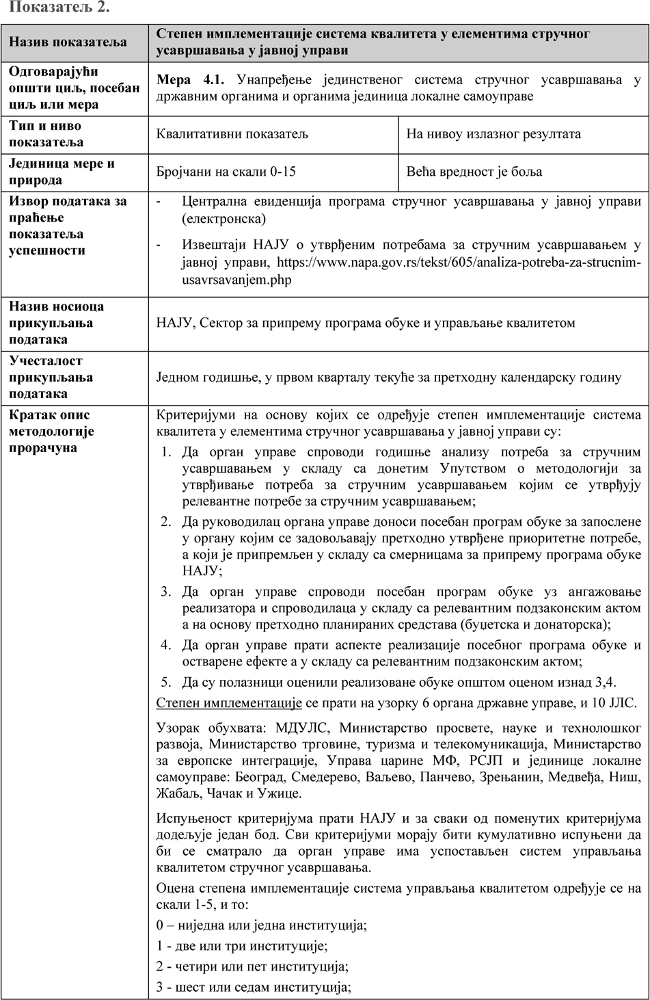 Показатељ 2.
Назив показатеља
Степен имплементације система квалитета у елементима стручног
усавршавања у јавној управи
Одговарајући
општи циљ, посебан
циљ или мера
Мера 4.1. Унапређење јединственог система стручног усавршавања у
државним органима и органима јединица локалне самоуправе
Тип и ниво
показатеља
Квалитативни показатељ
На нивоу излазног резултата
Јединица мере и
природа
Бројчани на скали 0-15
Већа вредност је боља
Извор података за
праћење
показатеља
успешности
- Централна евиденција програма стручног усавршавања у јавној управи
(електронска)
- Извештаји НАЈУ о утврђеним потребама за стручним усавршавањем у
јавној управи, https://www.napa.gov.rs/tekst/605/analiza-potreba-za-strucnim-
usavrsavanjem.php
Назив носиоца
прикупљања
података
НАЈУ, Сектор за припрему програма обуке и управљање квалитетом
Учесталост
прикупљања
података
Једном годишње, у првом кварталу текуће за претходну календарску годину
Кратак опис
методологије
прорачуна
Критеријуми на основу којих се одређује степен имплементације система
квалитета у елементима стручног усавршавања у јавној управи су:
1. Да орган управе спроводи годишње анализу потреба за стручним
усавршавањем у складу са донетим Упутством о методологији за
утврђивање потреба за стручним усавршавањем којим се утврђују
релевантне потребе за стручним усавршавањем;
2. Да руководилац органа управе доноси посебан програм обуке за запослене
у органу којим се задовољавају претходно утврђене приоритетне потребе,
а који је припремљен у складу са смерницама за припрему програма обуке
НАЈУ;
3. Да орган управе спроводи посебан програм обуке уз ангажовање
реализатора и спроводилаца у складу са релевантним подзаконским актом
а на основу претходно планираних средстава (буџетска и донаторска);
4. Да орган управе прати аспекте реализације посебног програма обуке и
остварене ефекте а у складу са релевантним подзаконским актом;
5. Да су полазници оценили реализоване обуке општом оценом изнад 3,4.
Степен имплементације се прати на узорку 6 органа државне управе, и 10 ЈЛС.
Узорак обухвата: МДУЛС, Министарство просвете, науке и технолошког
развоја, Министарство трговине, туризма и телекомуникација, Министарство
за европске интеграције, Управа царине МФ, РСЈП и јединице локалне
самоуправе: Београд, Смедерево, Ваљево, Панчево, Зрењанин, Медвеђа, Ниш,
Жабаљ, Чачак и Ужице.
Испуњеност критеријума прати НАЈУ и за сваки од поменутих критеријума
додељује један бод. Сви критеријуми морају бити кумулативно испуњени да
би се сматрало да орган управе има успостављен систем управљања
квалитетом стручног усавршавања.
Оцена степена имплементације система управљања квалитетом одређује се на
скали 1-5, и то:
0 – ниједна или једна институција;
1 - две или три институције;
2 - четири или пет институција;
3 - шест или седам институција;